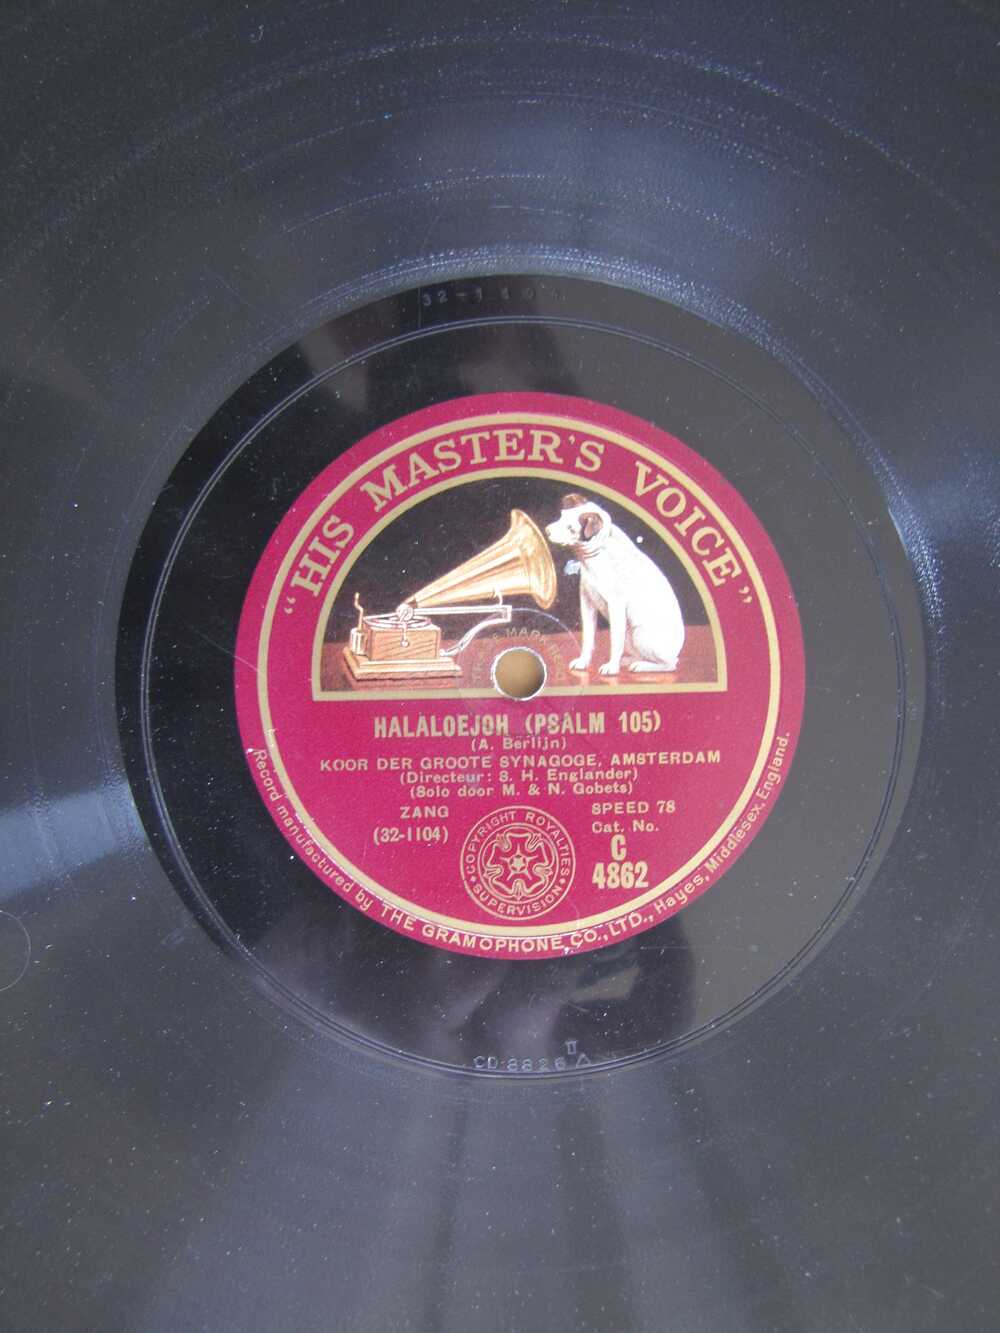 "HIS MASTER'S VOICE"
HALALOEJOH (PSALM 105)
(A. Berlijn)
KOOR DER GROOTE SYNAGOGE, AMSTERDAM
(Directeur: S. H. Englander)
(Solo door M. & N. Gobets)
ZANG
(32-1104)
SPEED 78
Cat. No.
C
4862
COPYRIGHT ROYALTIES
SUPERVISION
Record manufactured by THE GRAMOPHONE CO., LTD., Hayes, Middlesex, England.
CD-8826 II △